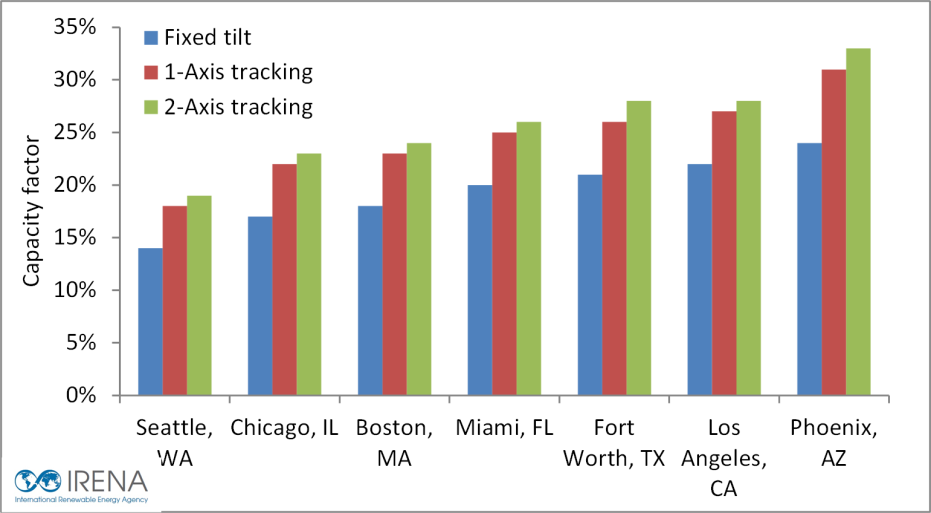 35%
30%
25%
20%
15%
10%
5%
0%
Capacity factor
Fixed tilt
1-Axis tracking
2-Axis tracking
Seattle,
WA
Chicago, IL
Boston,
MA
Miami, FL
Fort
Worth, TX
Los
Angeles,
CA
Phoenix,
AZ
IRENA
International Renewable Energy Agency